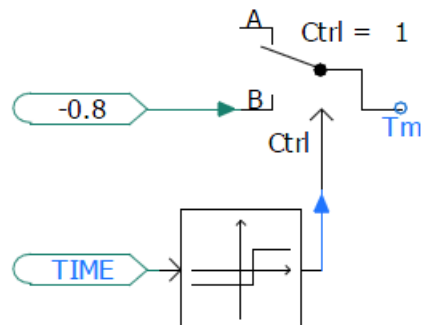 A
Ctrl = 1
-0.8
B
Tm
Ctrl
TIME